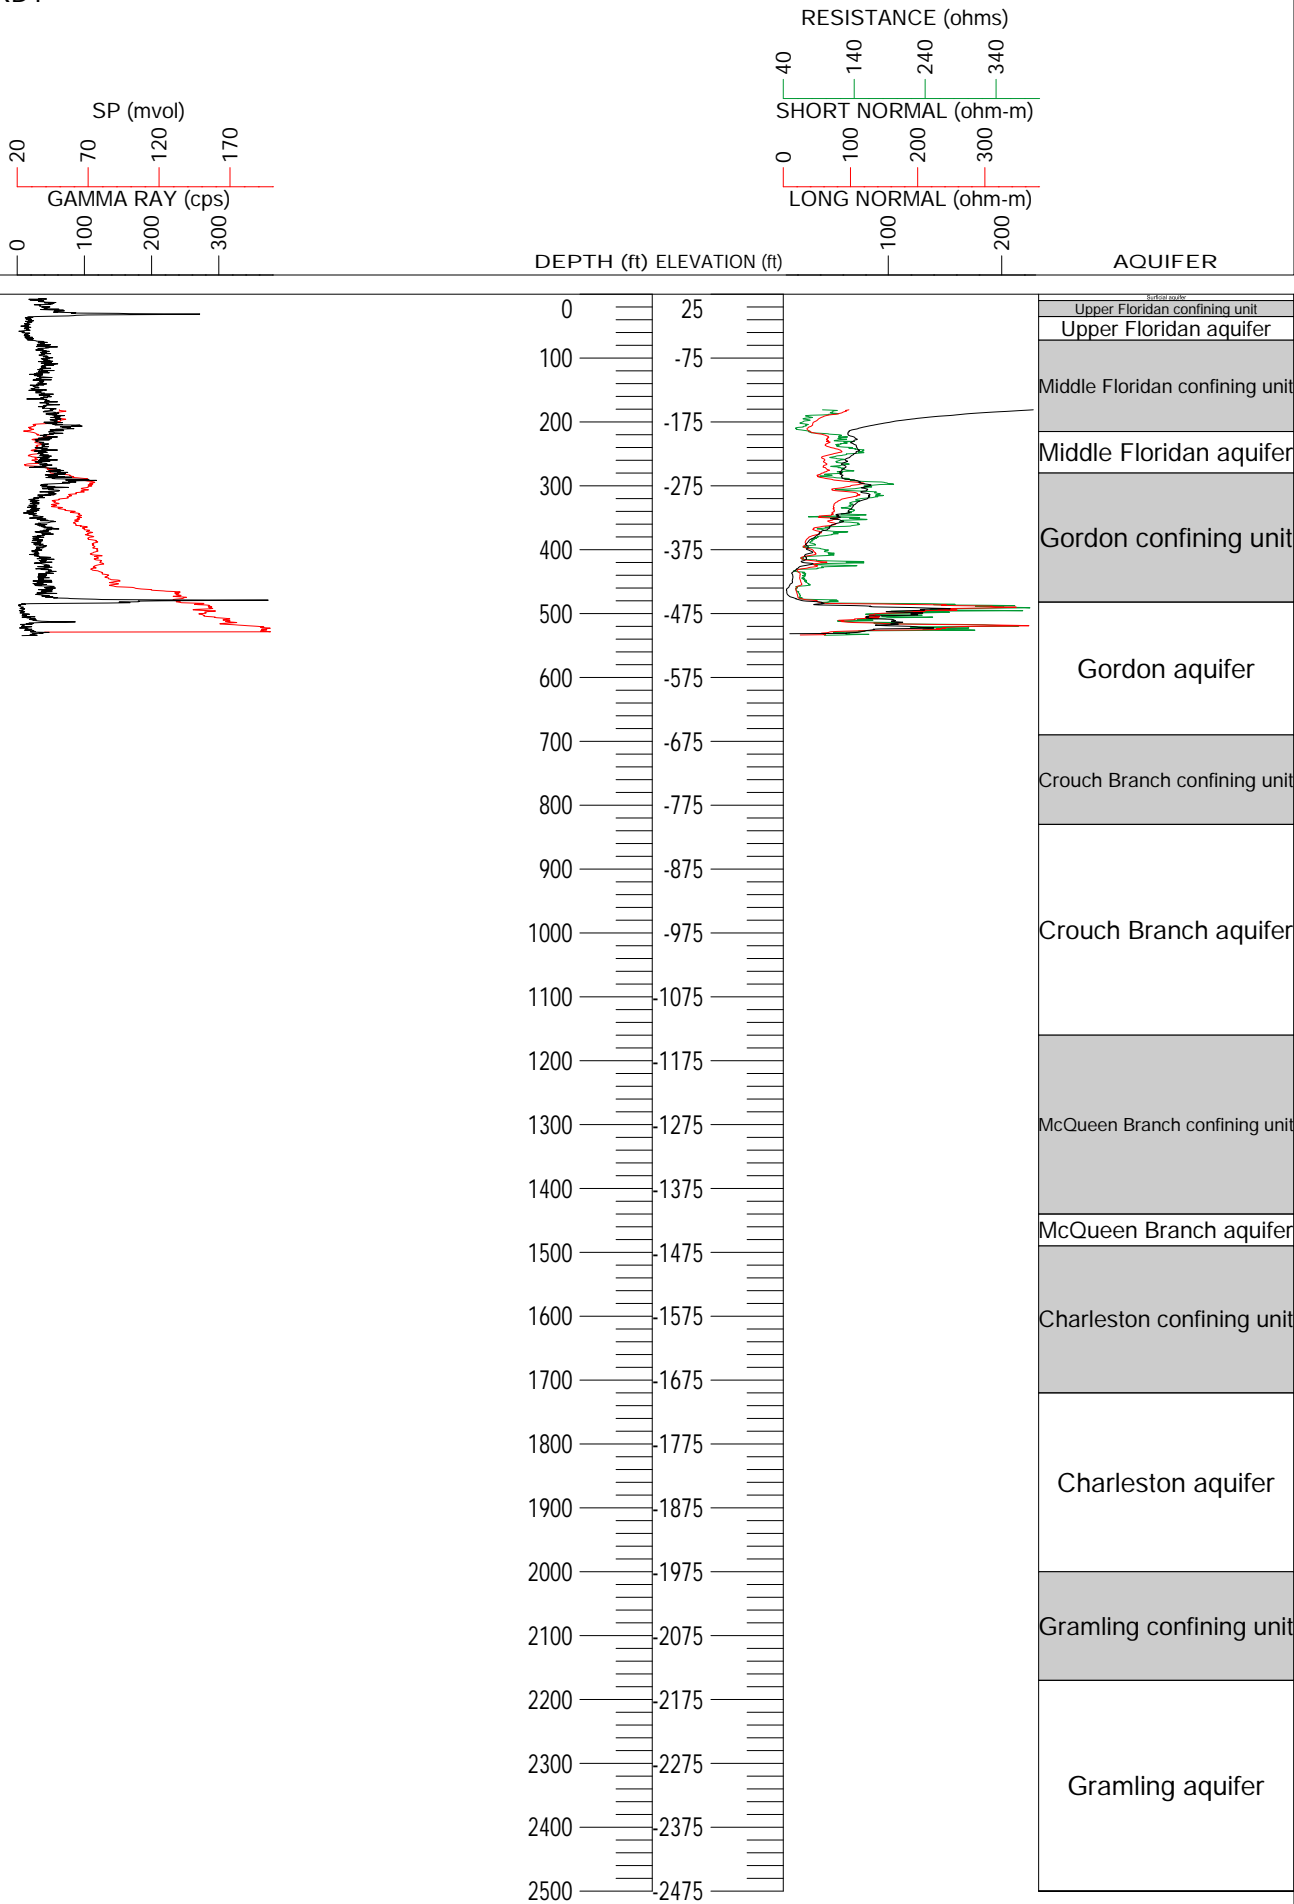 RESISTANCE (ohms)
40 140 240 340
SP (mvol)
SHORT NORMAL (ohm-m)
20 70 120 170
0 100 200 300
GAMMA RAY (cps)
LONG NORMAL (ohm-m)
0 100 200 300
100 200
DEPTH (ft) ELEVATION (ft) AQUIFER
Surficial aquifer
0 25 Upper Floridan confining unit
Upper Floridan aquifer
100 -75
Middle Floridan confining unit
200 -175
Middle Floridan aquifer
300 -275
Gordon confining unit
400 -375
500 -475
Gordon aquifer
600 -575
700 -675
Crouch Branch confining unit
800 -775
900 -875
Crouch Branch aquifer
1000 -975
1100 -1075
1200 -1175
McQueen Branch confining unit
1300 -1275
1400 -1375
McQueen Branch aquifer
1500 -1475
Charleston confining unit
1600 -1575
1700 -1675
1800 -1775
Charleston aquifer
1900 -1875
2000 -1975
Gramling confining unit
2100 -2075
2200 -2175
2300 -2275
Gramling aquifer
2400 -2375
2500 -2475